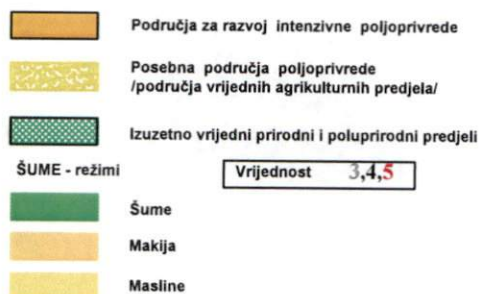 Područja za razvoj intenzivne poljoprivrede
Posebna područja poljoprivrede
/područja vrijednih agrikulturnih predjela/
Izuzetno vrijedni prirodni i poluprirodni predjeli
ŠUME - režimi
Vrijednost 3,4,5
Šume
Makija
Masline